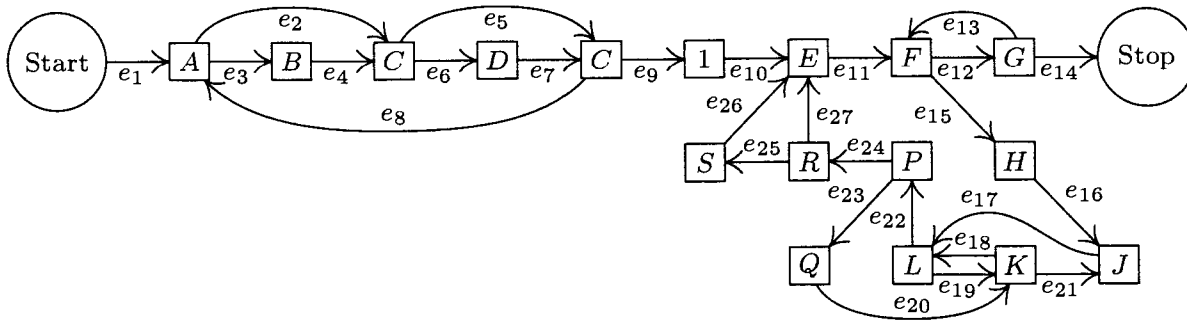 e₂ e₅ e₁₃
Start A B C D C 1 E F G Stop
e₁ e₃ e₄ e₆ e₇ e₉ e₁₀ e₁₁ e₁₂ e₁₄
e₈
e₂₆ e₂₇ e₁₅
S e₂₅ R e₂₄ P H
e₂₃ e₂₂ e₁₇ e₁₆
Q L e₁₈ K J
e₂₀ e₁₉ e₂₁